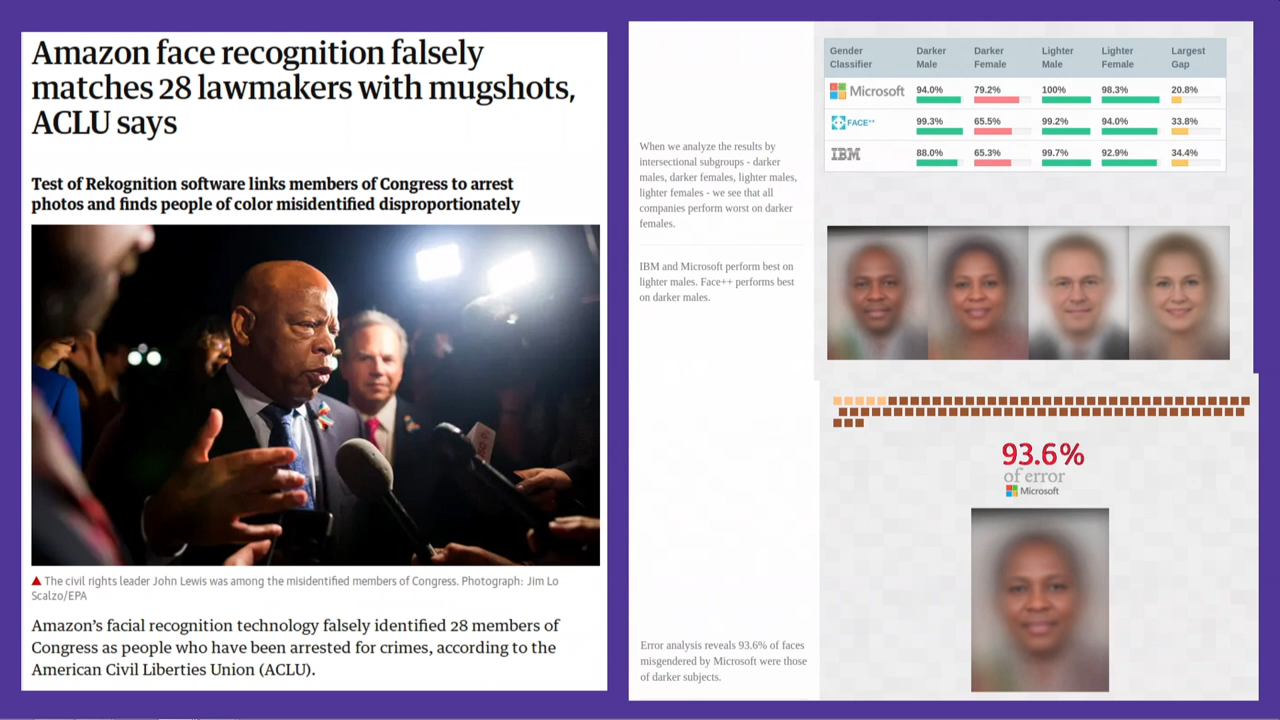 Amazon face recognition falsely
matches 28 lawmakers with mugshots,
ACLU says
Test of Rekognition software links members of Congress to arrest
photos and finds people of color misidentified disproportionately
▲ The civil rights leader John Lewis was among the misidentified members of Congress. Photograph: Jim Lo
Scalzo/EPA
Amazon’s facial recognition technology falsely identified 28 members of
Congress as people who have been arrested for crimes, according to the
American Civil Liberties Union (ACLU).
When we analyze the results by
intersectional subgroups - darker
males, darker females, lighter males,
lighter females - we see that all
companies perform worst on darker
females.
IBM and Microsoft perform best on
lighter males. Face++ performs best
on darker males.
Error analysis reveals 93.6% of faces
misgendered by Microsoft were those
of darker subjects.
Gender Classifier Darker Male Darker Female Lighter Male Lighter Female Largest Gap
Microsoft 94.0% 79.2% 100% 98.3% 20.8%
FACE++ 99.3% 65.5% 99.2% 94.0% 33.8%
IBM 88.0% 65.3% 99.7% 92.9% 34.4%
93.6%
of error
Microsoft